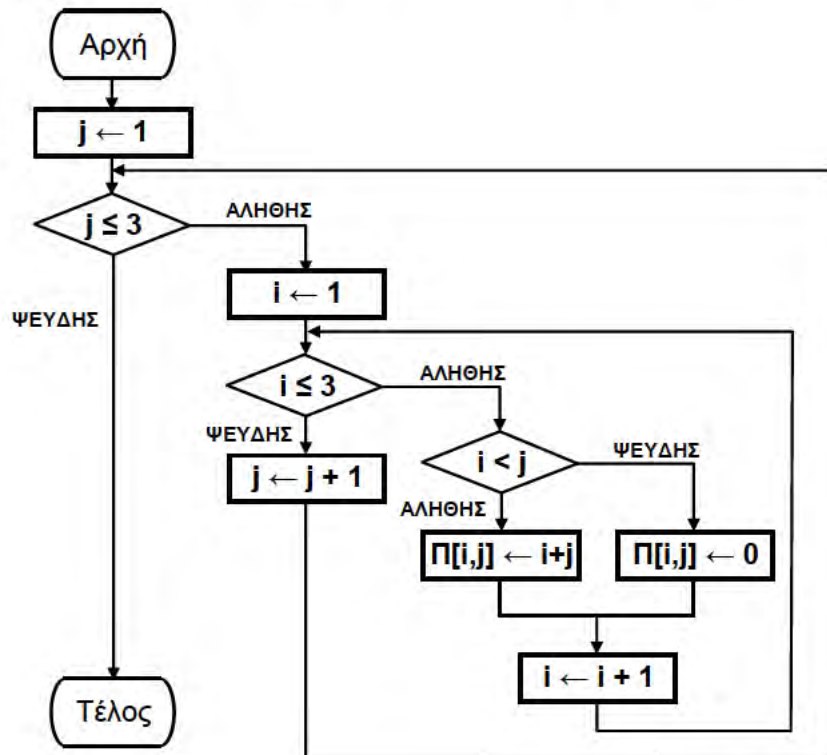 Αρχή
j ← 1
j ≤ 3
ΑΛΗΘΗΣ
i ← 1
ΨΕΥΔΗΣ
i ≤ 3
ΑΛΗΘΗΣ
ΨΕΥΔΗΣ
j ← j + 1
i < j
ΨΕΥΔΗΣ
ΑΛΗΘΗΣ
Π[i,j] ← i+j
Π[i,j] ← 0
i ← i + 1
Τέλος